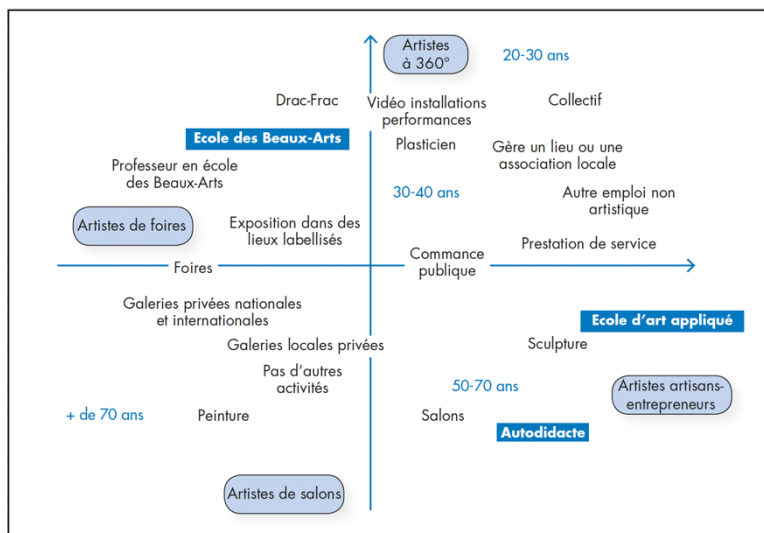 Artistes
à 360°
20-30 ans
Drac-Frac
Vidéo installations
performances
Collectif
Ecole des Beaux-Arts
Plasticien
Gère un lieu ou une
association locale
Professeur en école
des Beaux-Arts
30-40 ans
Autre emploi non
artistique
Artistes de foires
Exposition dans des
lieux labellisés
Prestation de service
Foires
Commance
publique
Galeries privées nationales
et internationales
Ecole d'art appliqué
Galeries locales privées
Sculpture
Pas d'autres
activités
50-70 ans
Artistes artisans-
entrepreneurs
+ de 70 ans
Peinture
Salons
Autodidacte
Artistes de salons